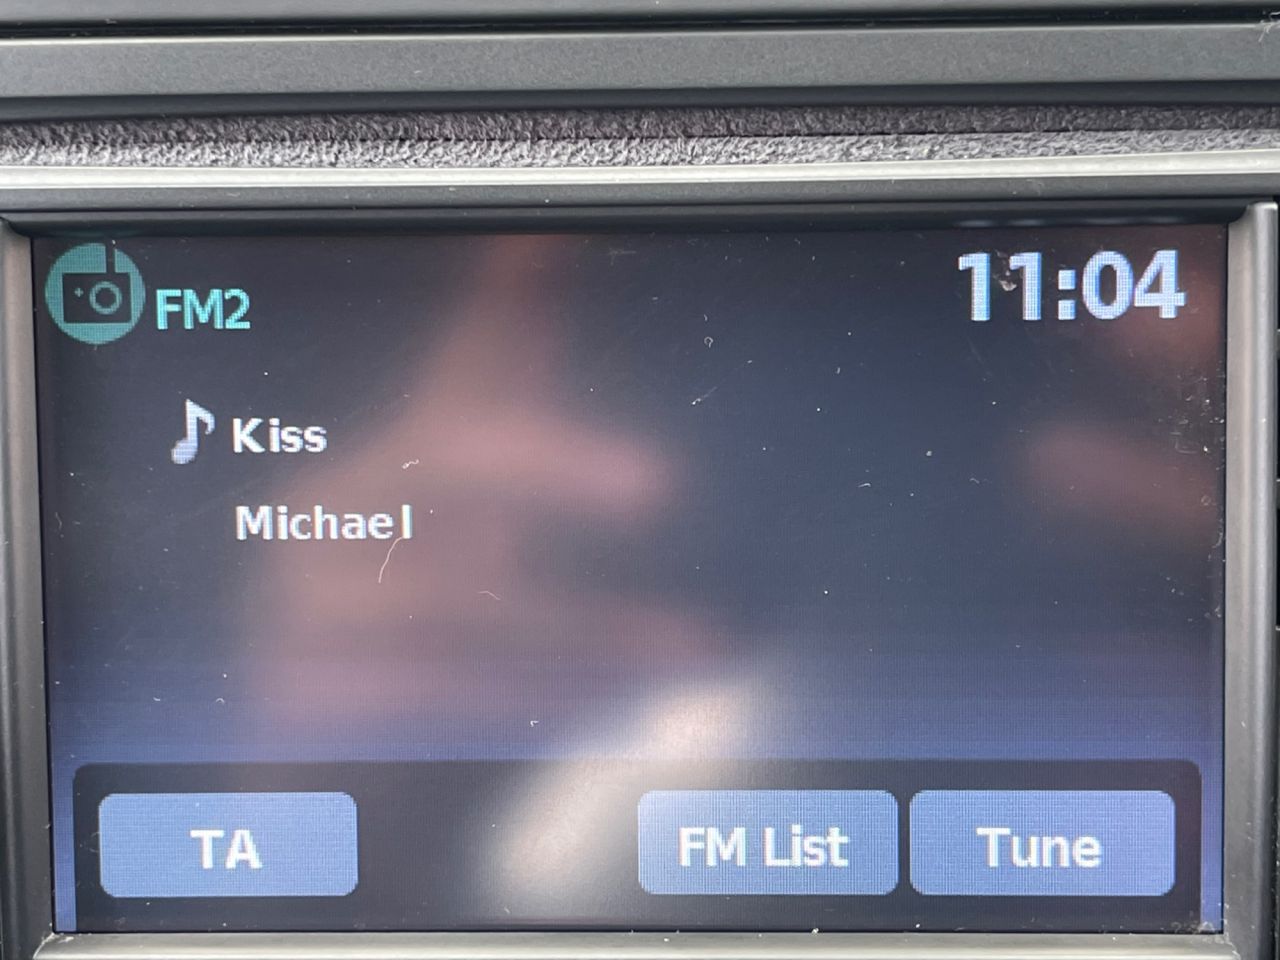 FM2
11:04
Kiss
Michael
TA
FM List
Tune